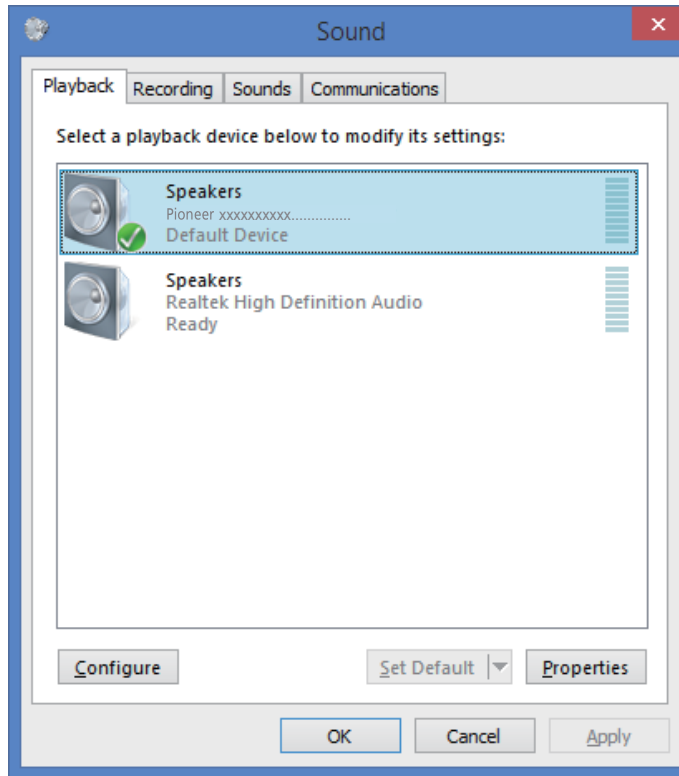 Sound
Playback Recording Sounds Communications
Select a playback device below to modify its settings:
Speakers
Pioneer xxxxxxxxxx..............
Default Device
Speakers
Realtek High Definition Audio
Ready
Configure Set Default Properties
OK Cancel Apply